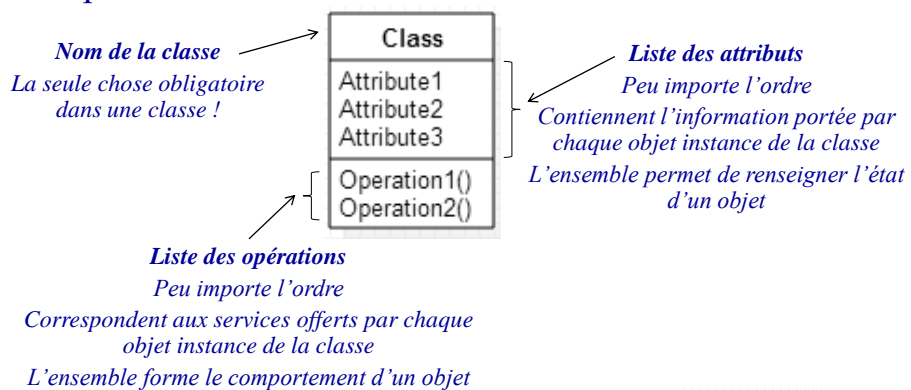 Nom de la classe
La seule chose obligatoire
dans une classe !
Class
Attribute1
Attribute2
Attribute3
Operation1()
Operation2()
Liste des attributs
Peu importe l’ordre
Contiennent l’information portée par
chaque objet instance de la classe
L’ensemble permet de renseigner l’état
d’un objet
Liste des opérations
Peu importe l’ordre
Correspondent aux services offerts par chaque
objet instance de la classe
L’ensemble forme le comportement d’un objet